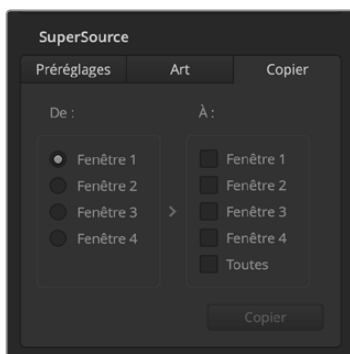 SuperSource
Préréglages Art Copier
De : À :
Fenêtre 1 Fenêtre 1
Fenêtre 2 Fenêtre 2
Fenêtre 3 > Fenêtre 3
Fenêtre 4 Fenêtre 4
Toutes
Copier